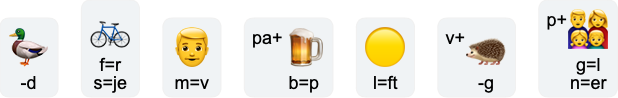 -d
f=r
s=je
m=v
pa+
b=p
l=ft
v+
-g
p+
g=l
n=er